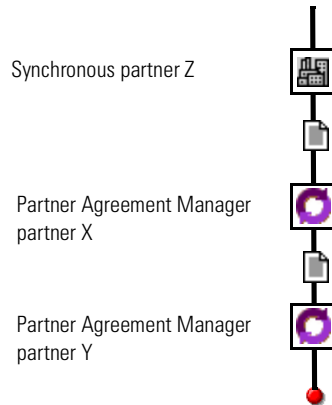 Synchronous partner Z
Partner Agreement Manager
partner X
Partner Agreement Manager
partner Y